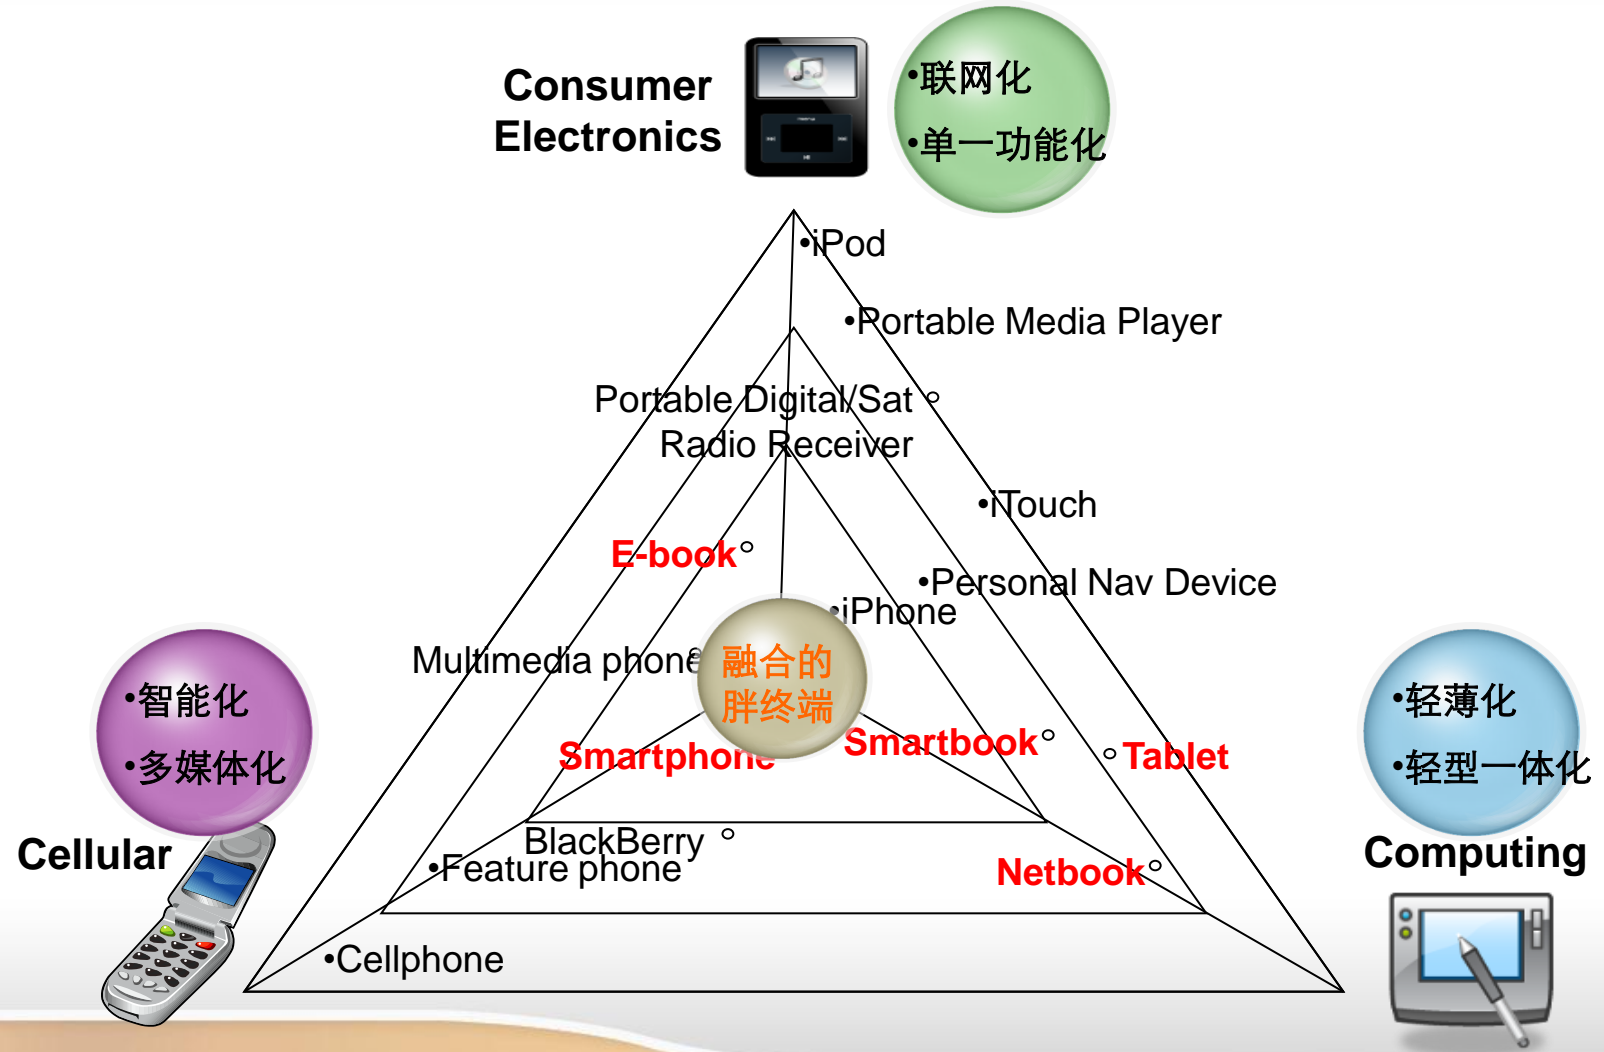 Consumer
Electronics
•联网化
•单一功能化
•iPod
•Portable Media Player
Portable Digital/Sat
Radio Receiver
•iTouch
E-book
•Personal Nav Device
•iPhone
Multimedia phone
融合的
胖终端
•智能化
•多媒体化
•轻薄化
•轻型一体化
Smartphone
Smartbook
Tablet
BlackBerry
•Feature phone
Netbook
Cellular
Computing
•Cellphone